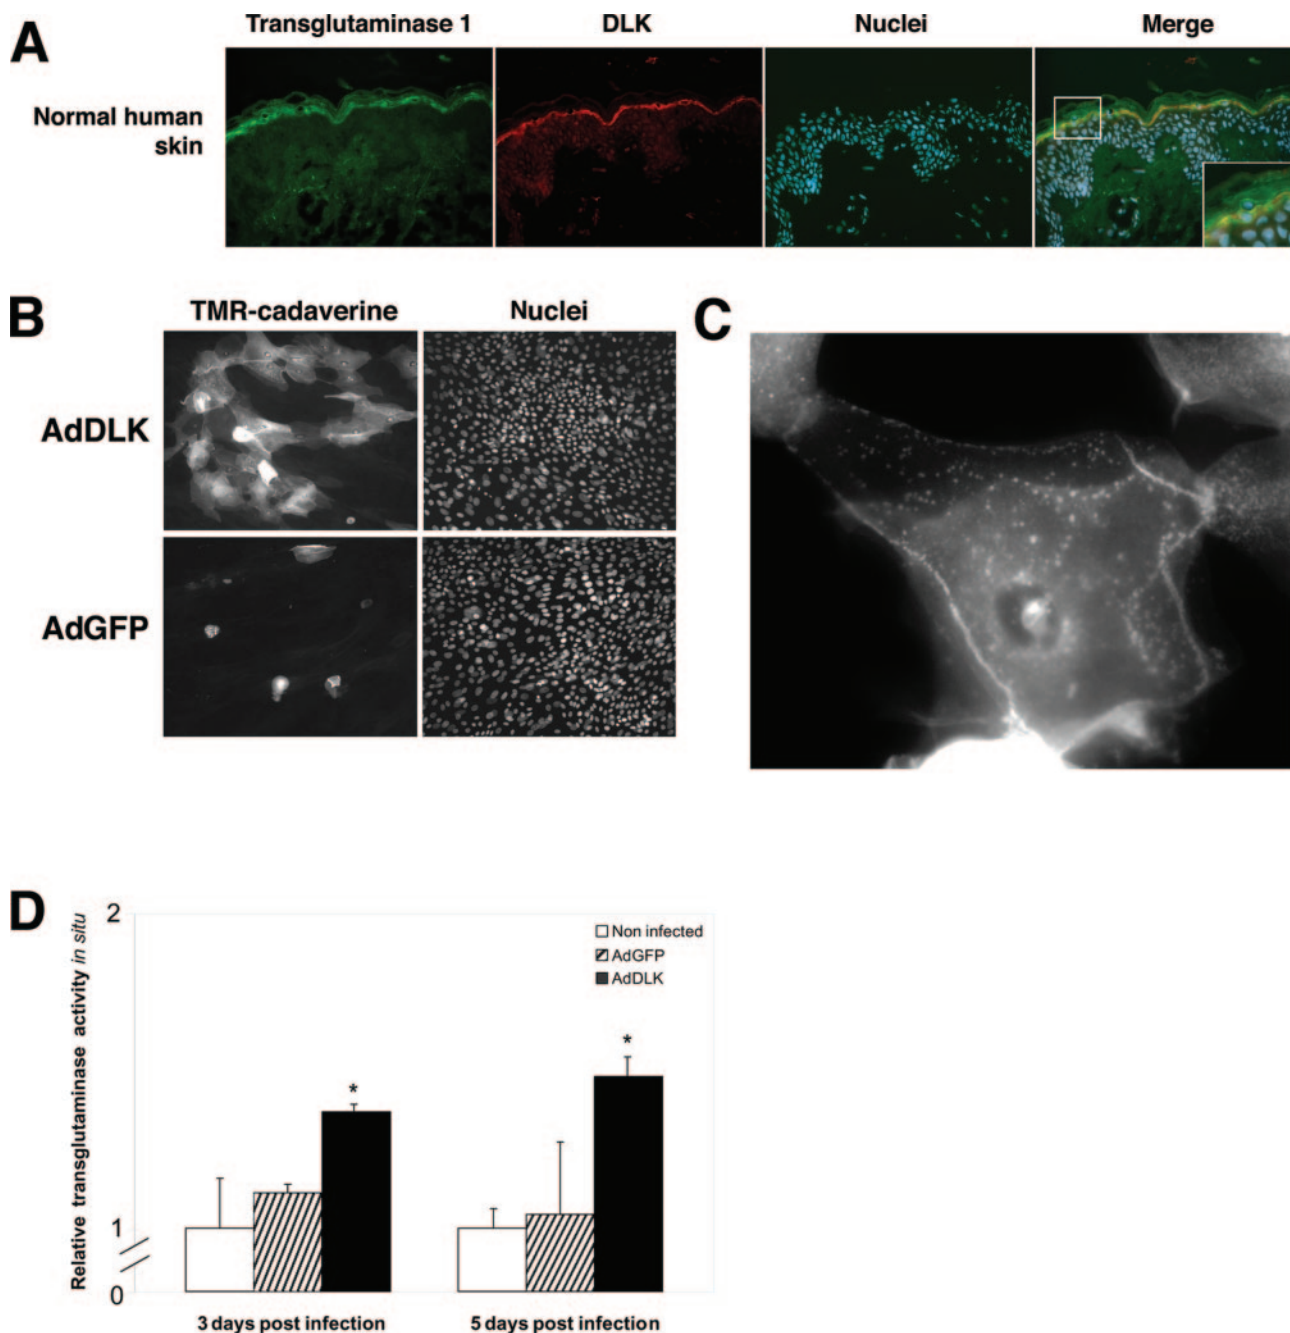 A
Transglutaminase 1
DLK
Nuclei
Merge
Normal human
skin
B
TMR-cadaverine
Nuclei
AdDLK
AdGFP
C
D
Relative transglutaminase activity in situ
2
1
0
Non infected
AdGFP
AdDLK
*
*
3 days post infection
5 days post infection